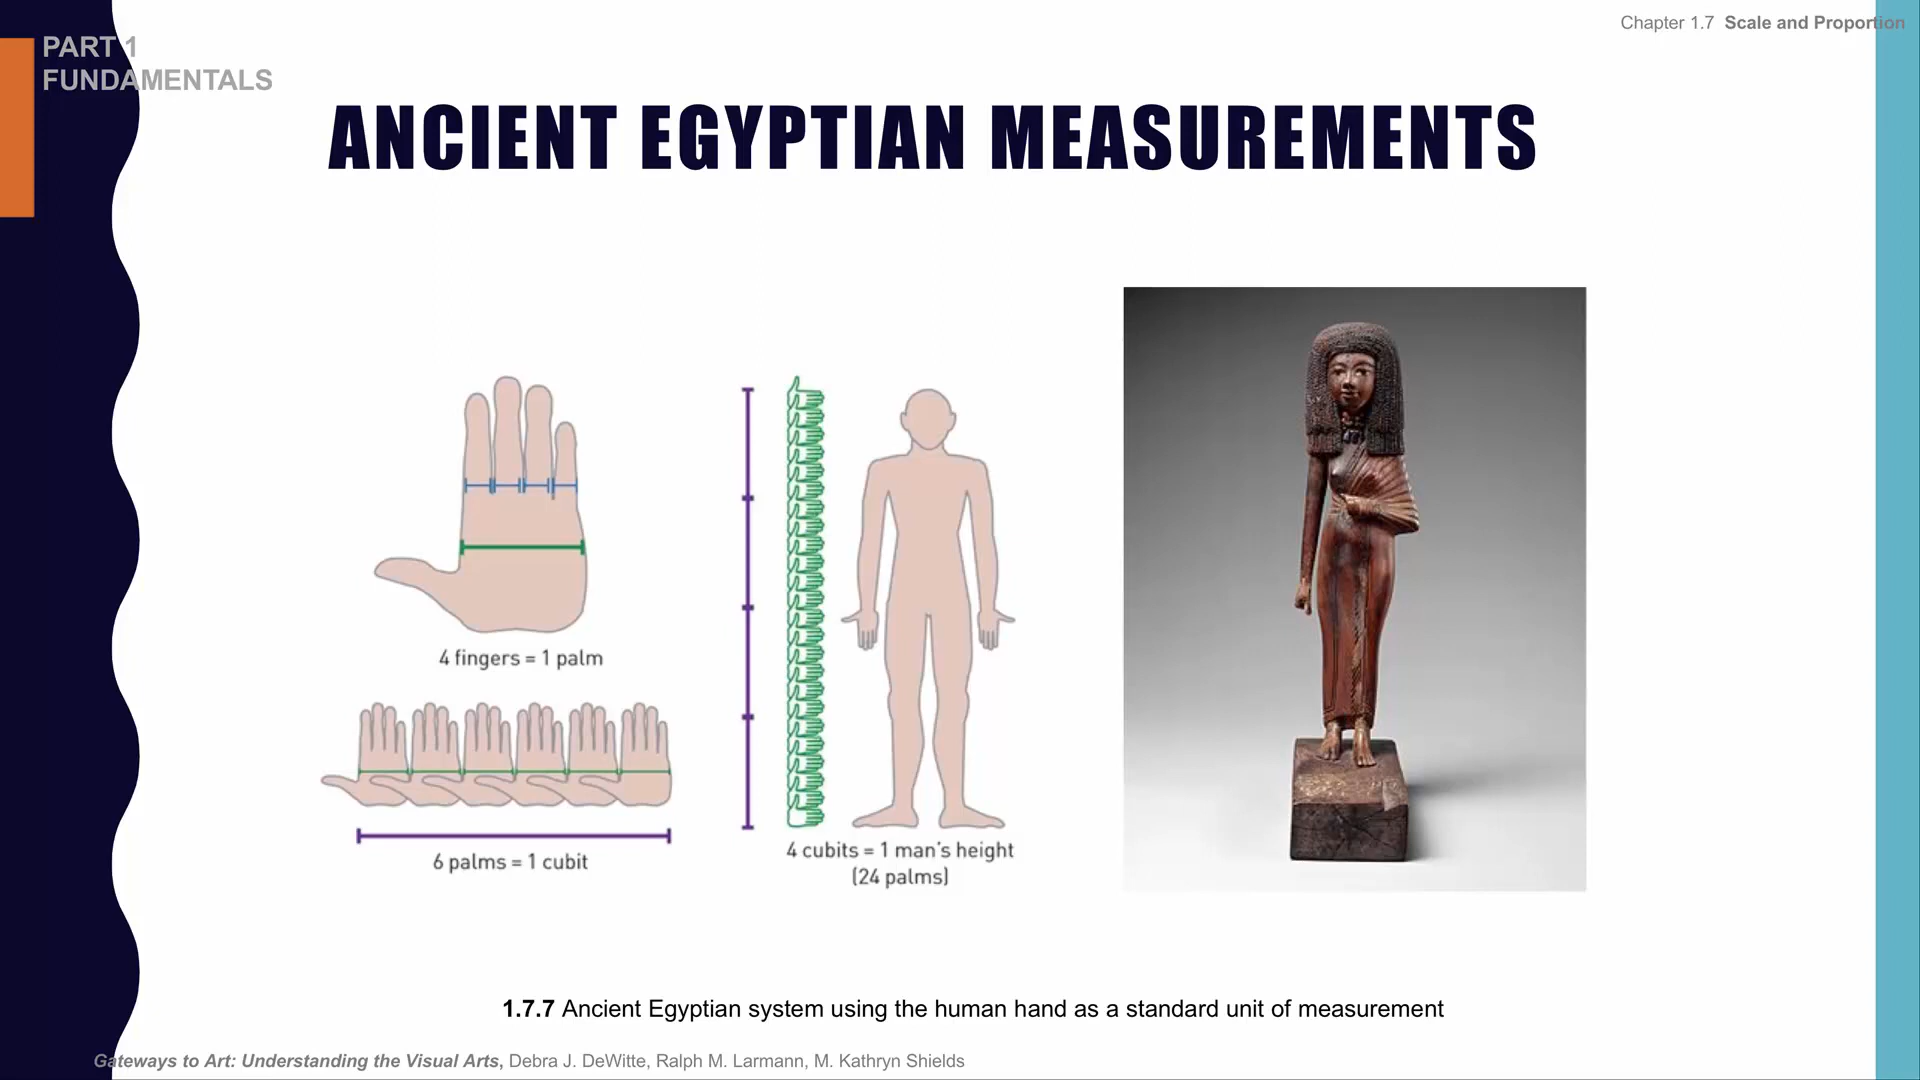 Chapter 1.7 Scale and Proportion
PART 1
FUNDAMENTALS
ANCIENT EGYPTIAN MEASUREMENTS
4 fingers = 1 palm
6 palms = 1 cubit
4 cubits = 1 man's height
(24 palms)
1.7.7 Ancient Egyptian system using the human hand as a standard unit of measurement
Gateways to Art: Understanding the Visual Arts, Debra J. DeWitte, Ralph M. Larmann, M. Kathryn Shields